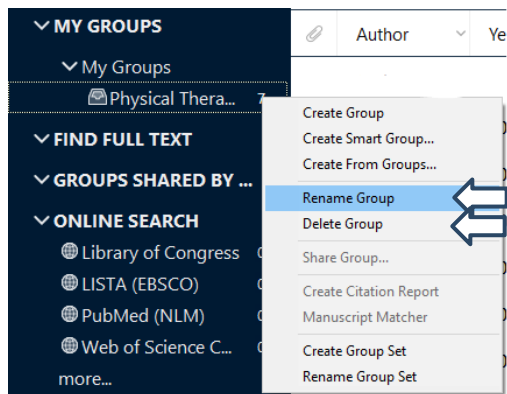 MY GROUPS
My Groups
Physical Thera... 7
FIND FULL TEXT
GROUPS SHARED BY ...
ONLINE SEARCH
Library of Congress
LISTA (EBSCO)
PubMed (NLM)
Web of Science C...
more...
Author Ye
Create Group
Create Smart Group...
Create From Groups...
Rename Group
Delete Group
Share Group...
Create Citation Report
Manuscript Matcher
Create Group Set
Rename Group Set